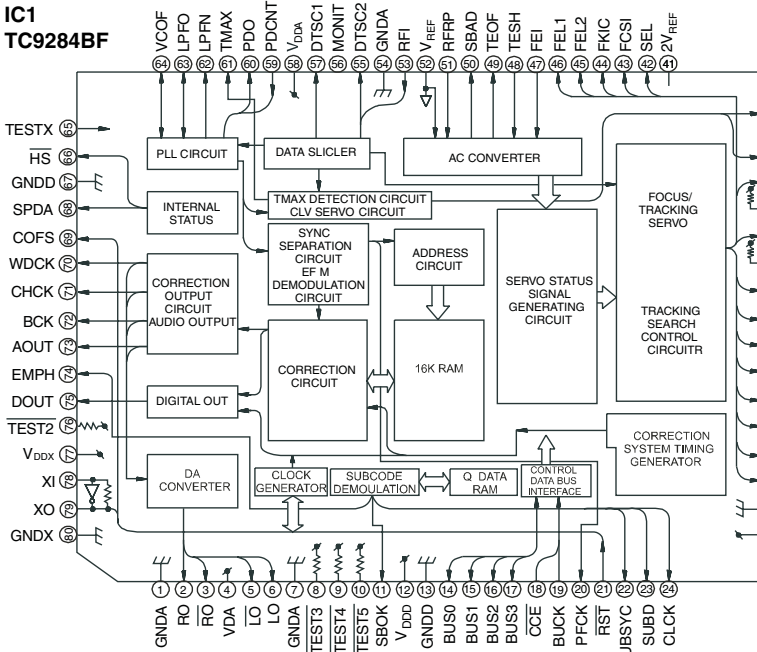 IC1
TC9284BF
VCOF
LPFO
LPFN
TMAX
PDO
PDCNT
VDDA
DTSC1
MONIT
DTSC2
GNDA
RFI
VREF
RFRP
SBAD
TEOF
TESH
FEI
FEL1
FEL2
FKIC
FCSI
SEL
2VREF
64 63 62 61 60 59 58 57 56 55 54 53 52 51 50 49 48 47 46 45 44 43 42 41
TESTX 65
HS 66
GNDD 67
SPDA 68
COFS 69
WDCK 70
CHCK 71
BCK 72
AOUT 73
EMPH 74
DOUT 75
TEST2 76
VDDX 77
XI 78
XO 79
GNDX 80
PLL CIRCUIT
DATA SLICLER
AC CONVERTER
INTERNAL
STATUS
TMAX DETECTION CIRCUIT
CLV SERVO CIRCUIT
FOCUS/
TRACKING
SERVO
TRACKING
SEARCH
CONTROL
CIRCUITR
SYNC
SEPARATION
CIRCUIT
EF M
DEMODULATION
CIRCUIT
ADDRESS
CIRCUIT
SERVO STATUS
SIGNAL
GENERATING
CIRCUIT
CORRECTION
OUTPUT
CIRCUIT
AUDIO OUTPUT
CORRECTION
CIRCUIT
16K RAM
DIGITAL OUT
CORRECTION
SYSTEM TIMING
GENERATOR
DA
CONVERTER
CLOCK
GENERATOR
SUBCODE
DEMOULATION
Q DATA
RAM
CONTROL
DATA BUS
INTERFACE
1 2 3 4 5 6 7 8 9 10 11 12 13 14 15 16 17 18 19 20 21 22 23 24
GNDA
RO
RO
VDA
LO
LO
GNDA
TEST3
TEST4
TEST5
SBOK
VDDD
GNDD
BUS0
BUS1
BUS2
BUS3
CCE
BUCK
PFCK
RST
UBSYC
SUBD
CLCK